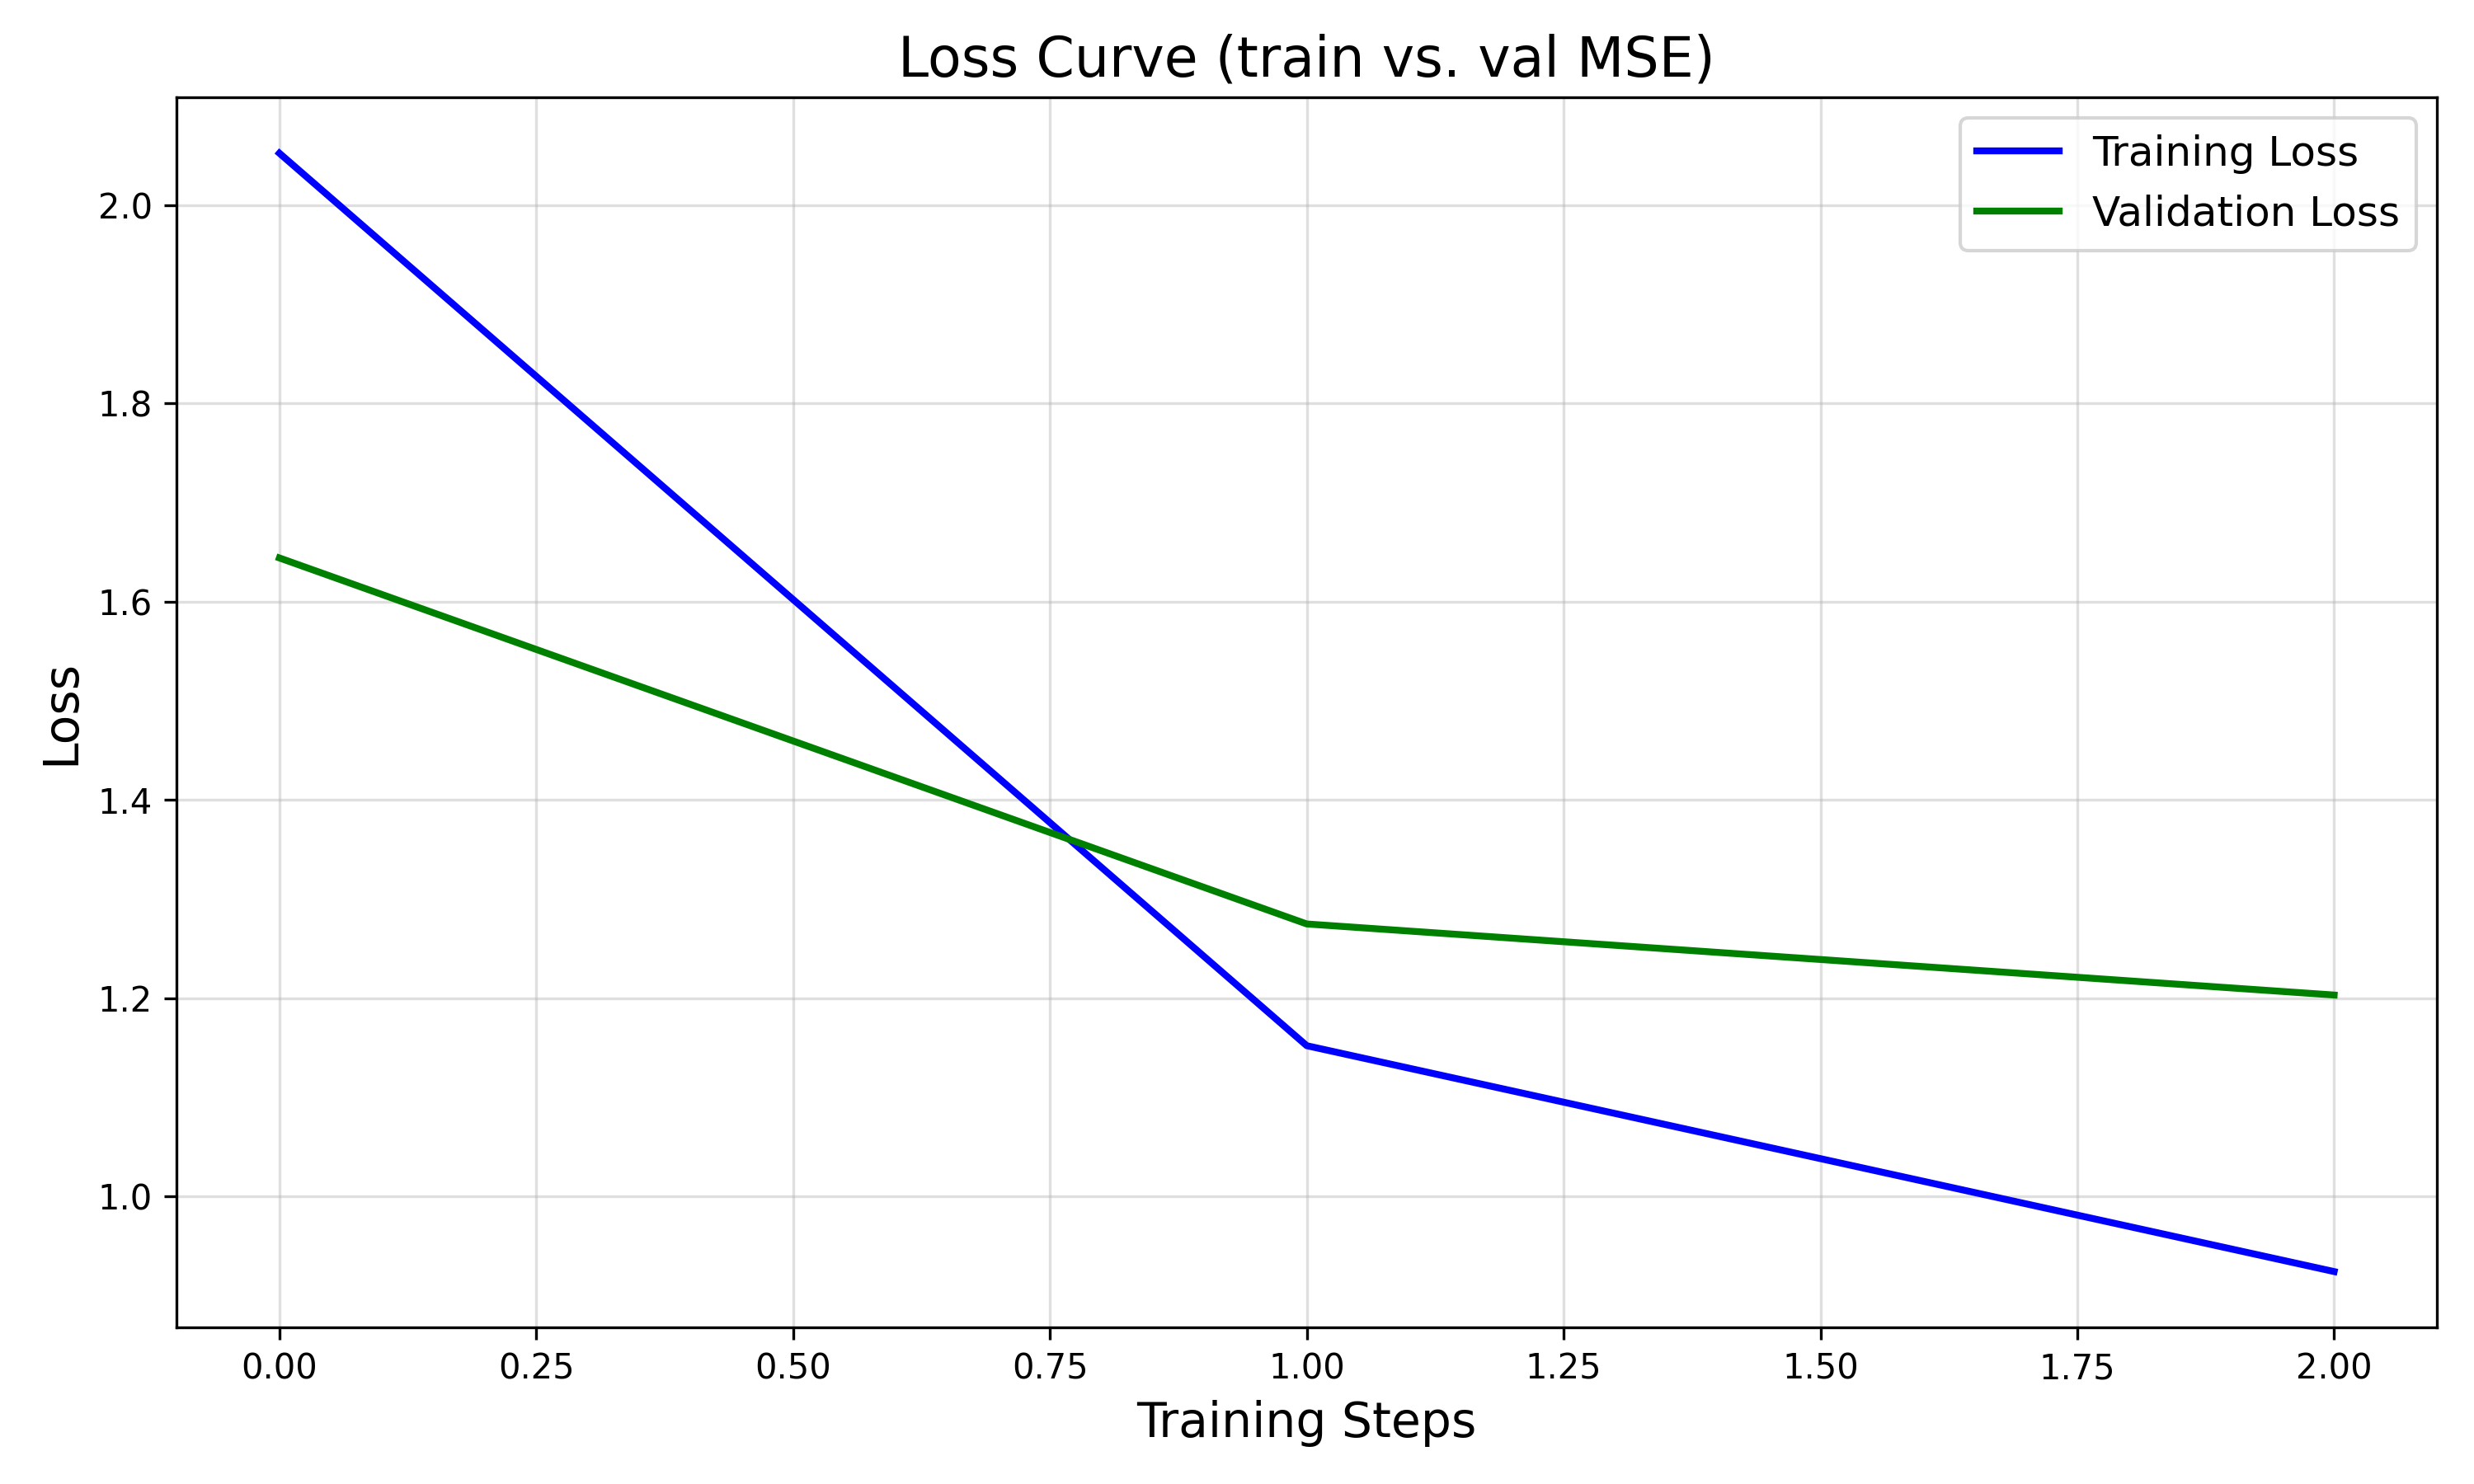 Loss Curve (train vs. val MSE)
Training Loss
Validation Loss
2.0
1.8
1.6
1.4
1.2
1.0
Loss
0.00 0.25 0.50 0.75 1.00 1.25 1.50 1.75 2.00
Training Steps